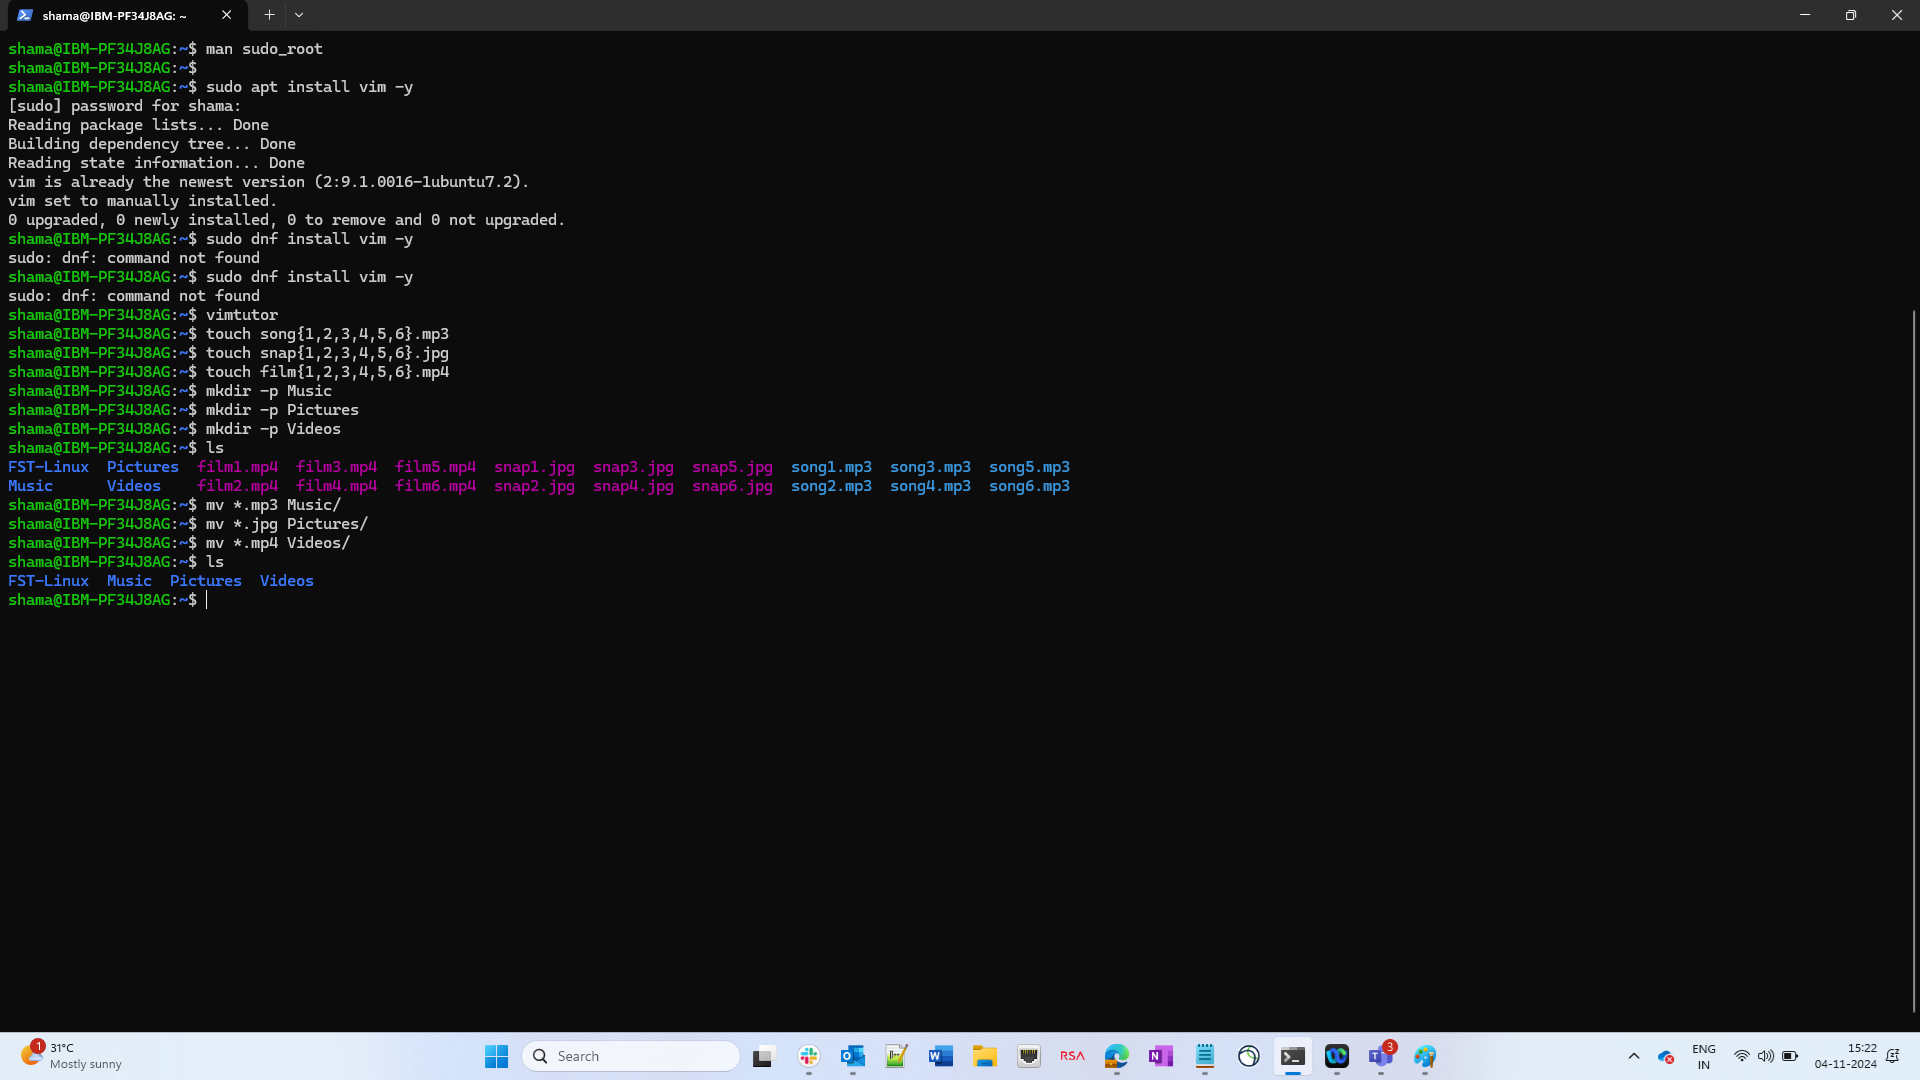 shama@IBM-PF34J8AG: ~
shama@IBM-PF34J8AG:~$ man sudo_root
shama@IBM-PF34J8AG:~$
shama@IBM-PF34J8AG:~$ sudo apt install vim -y
[sudo] password for shama:
Reading package lists... Done
Building dependency tree... Done
Reading state information... Done
vim is already the newest version (2:9.1.0016-1ubuntu7.2).
vim set to manually installed.
0 upgraded, 0 newly installed, 0 to remove and 0 not upgraded.
shama@IBM-PF34J8AG:~$ sudo dnf install vim -y
sudo: dnf: command not found
shama@IBM-PF34J8AG:~$ sudo dnf install vim -y
sudo: dnf: command not found
shama@IBM-PF34J8AG:~$ vimtutor
shama@IBM-PF34J8AG:~$ touch song{1,2,3,4,5,6}.mp3
shama@IBM-PF34J8AG:~$ touch snap{1,2,3,4,5,6}.jpg
shama@IBM-PF34J8AG:~$ touch film{1,2,3,4,5,6}.mp4
shama@IBM-PF34J8AG:~$ mkdir -p Music
shama@IBM-PF34J8AG:~$ mkdir -p Pictures
shama@IBM-PF34J8AG:~$ mkdir -p Videos
shama@IBM-PF34J8AG:~$ ls
FST-Linux  Pictures  film1.mp4  film3.mp4  film5.mp4  snap1.jpg  snap3.jpg  snap5.jpg  song1.mp3  song3.mp3  song5.mp3
Music      Videos    film2.mp4  film4.mp4  film6.mp4  snap2.jpg  snap4.jpg  snap6.jpg  song2.mp3  song4.mp3  song6.mp3
shama@IBM-PF34J8AG:~$ mv *.mp3 Music/
shama@IBM-PF34J8AG:~$ mv *.jpg Pictures/
shama@IBM-PF34J8AG:~$ mv *.mp4 Videos/
shama@IBM-PF34J8AG:~$ ls
FST-Linux  Music  Pictures  Videos
shama@IBM-PF34J8AG:~$
1 31°C
Mostly sunny
Search
RSA
3
ENG
IN
15:22
04-11-2024